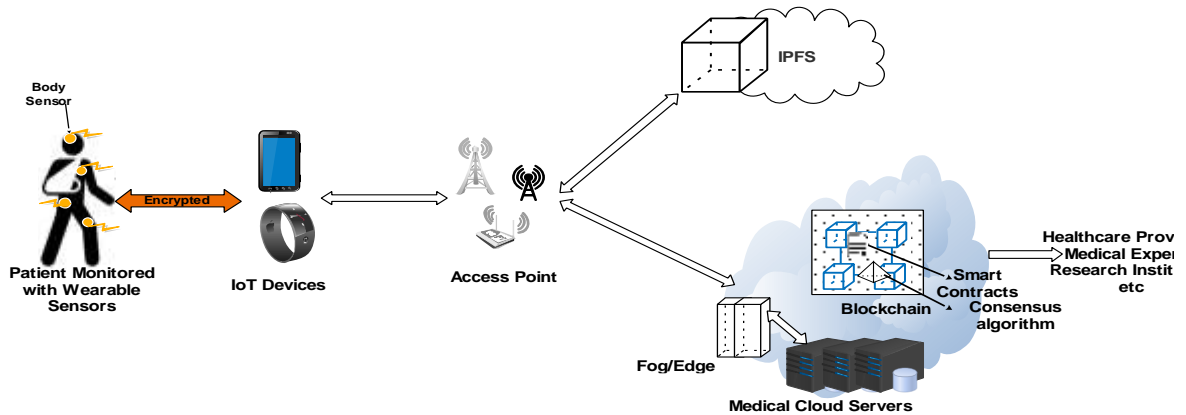 IPFS
Body
Sensor
Encrypted
Patient Monitored
with Wearable
Sensors
IoT Devices
Access Point
Blockchain
Smart
Contracts
Consensus
algorithm
Healthcare Prov
Medical Exper
Research Instit
etc
Fog/Edge
Medical Cloud Servers